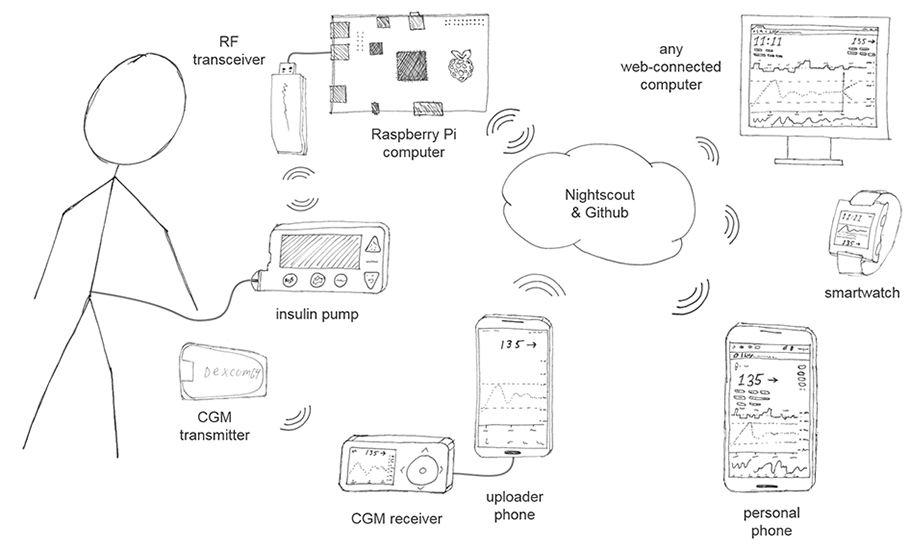 RF
transceiver
Raspberry Pi
computer
any
web-connected
computer
11:11
135→
Nightscout
& Github
11:11
135→
smartwatch
insulin pump
135→
Dexcom G4
CGM
transmitter
135→
135→
CGM receiver
uploader
phone
personal
phone